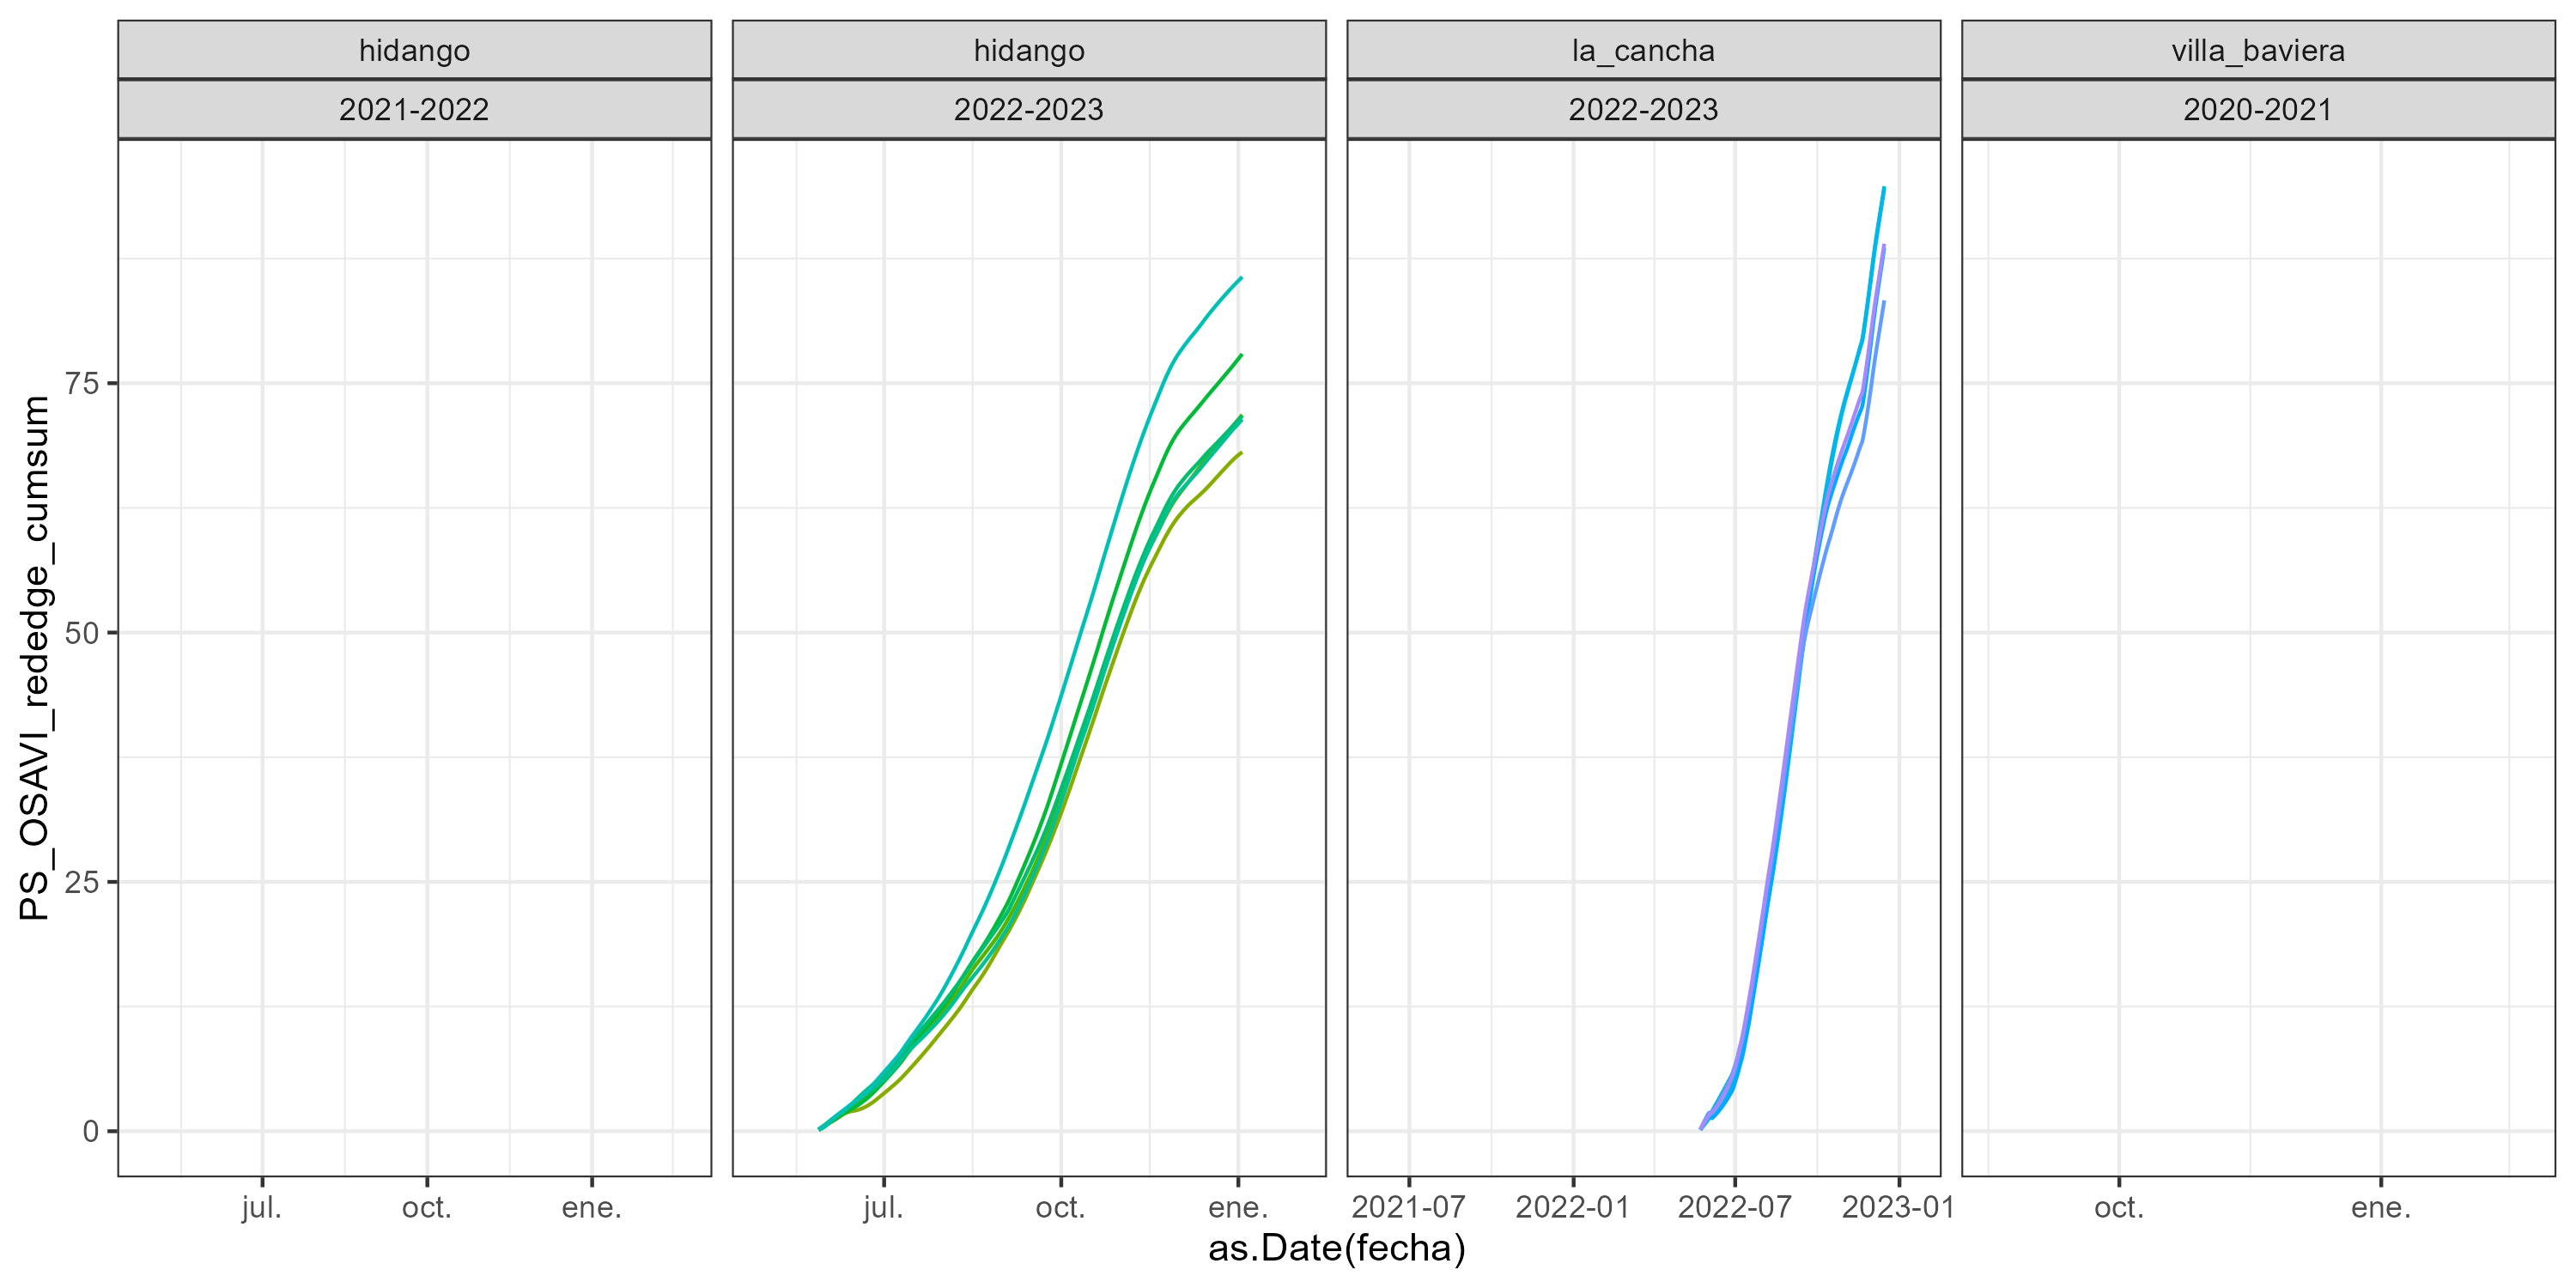 hidango hidango la_cancha villa_baviera
2021-2022 2022-2023 2022-2023 2020-2021
PS_OSAVI_rededge_cumsum
75
50
25
0
jul. oct. ene. jul. oct. ene. 2021-07 2022-01 2022-07 2023-01 oct. ene.
as.Date(fecha)